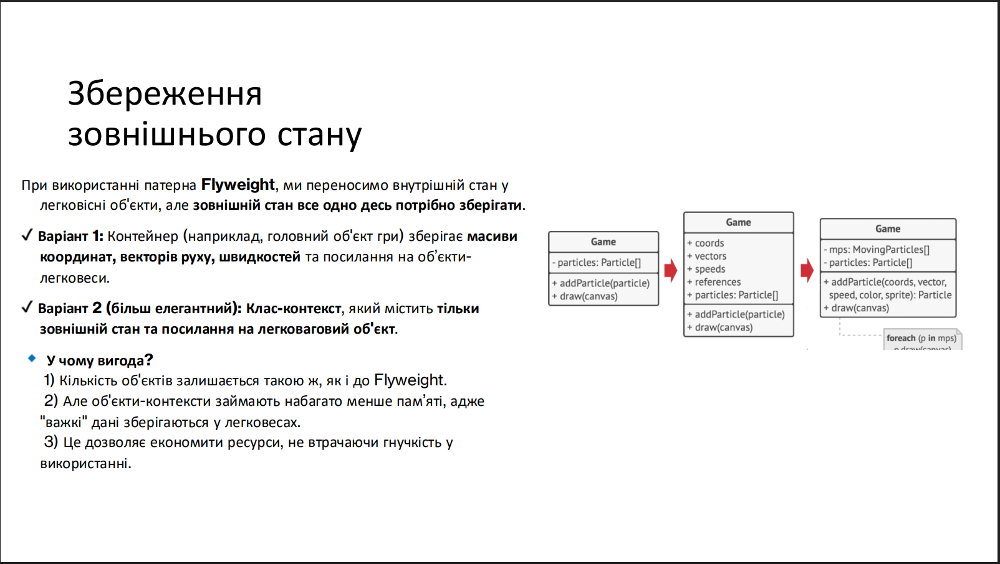 Збереження
зовнішнього стану
При використанні патерна Flyweight, ми переносимо внутрішній стан у
легковісні об'єкти, але зовнішній стан все одно десь потрібно зберігати.
✓ Варіант 1: Контейнер (наприклад, головний об'єкт гри) зберігає масиви
координат, векторів руху, швидкостей та посилання на об’єкти-
легковеси.
✓ Варіант 2 (більш елегантний): Клас-контекст, який містить тільки
зовнішній стан та посилання на легковаговий об'єкт.
🔹 У чому вигода?
1) Кількість об'єктів залишається такою ж, як і до Flyweight.
2) Але об'єкти-контексти займають набагато менше пам’яті, адже
"важкі" дані зберігаються у легковесах.
3) Це дозволяє економити ресурси, не втрачаючи гнучкість у
використанні.
Game
- particles: Particle[]
+ addParticle(particle)
+ draw(canvas)
Game
+ coords
+ vectors
+ speeds
+ references
+ particles: Particle[]
+ addParticle(particle)
+ draw(canvas)
Game
- mps: MovingParticles[]
- particles: Particle[]
+ addParticle(coords, vector,
speed, color, sprite): Particle
+ draw(canvas)
foreach (p in mps)
p.draw(canvas)